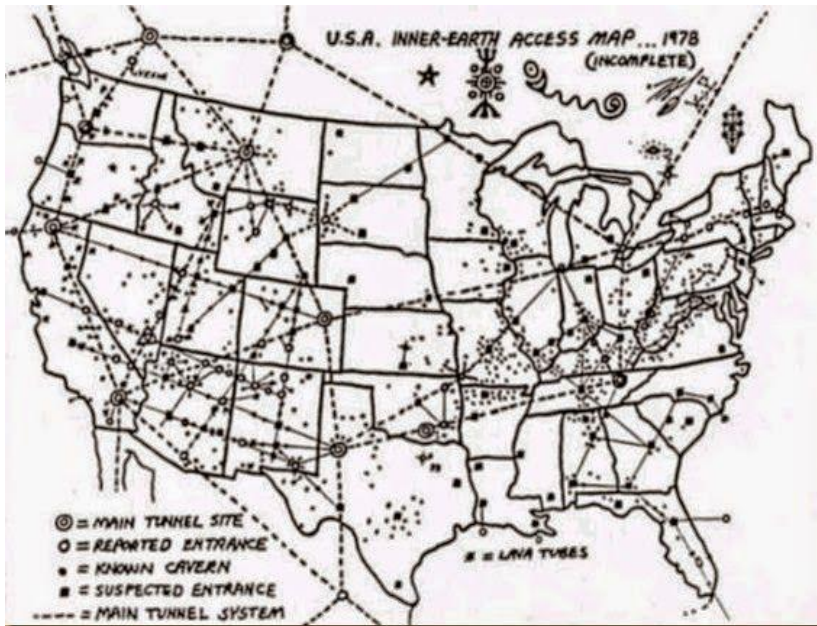 U.S.A. INNER-EARTH ACCESS MAP... 1978
(INCOMPLETE)
= MAIN TUNNEL SITE
= REPORTED ENTRANCE
= KNOWN CAVERN
= SUSPECTED ENTRANCE
= MAIN TUNNEL SYSTEM
= LAVA TUBES